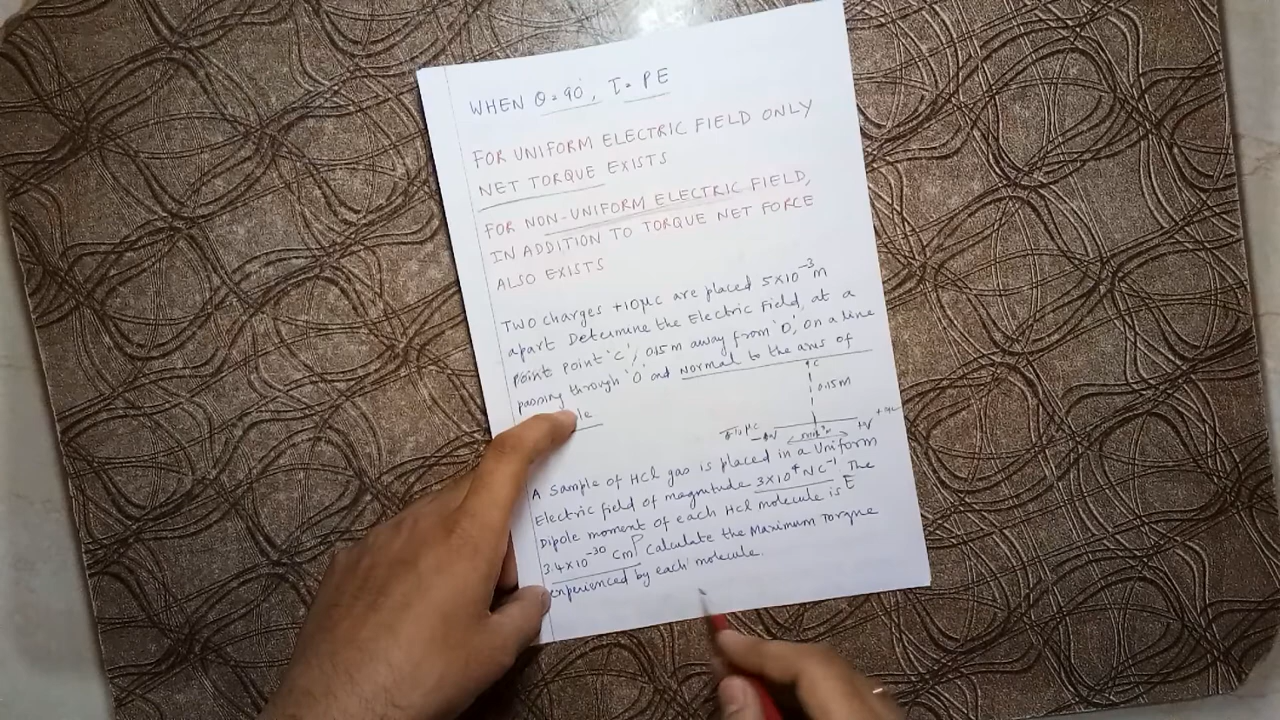 WHEN θ=90°, τ= PE
FOR UNIFORM ELECTRIC FIELD ONLY
NET TORQUE EXISTS
FOR NON-UNIFORM ELECTRIC FIELD,
IN ADDITION TO TORQUE NET FORCE
ALSO EXISTS
TWO charges +10μc are placed 5×10⁻³m
apart Determine the Electric Field, at a
point point 'C', 0.15m away from 'O', on a line
passing through 'O' and normal to the axis of
le
C
0.15M
A sample of Hcl gas is placed in a Uniform
Electric field of magnitude 3×10⁴NC⁻¹. The
Dipole moment of each Hcl molecule is E
3.4×10⁻³⁰ Cm P Calculate the Maximum Torque
experienced by each molecule.